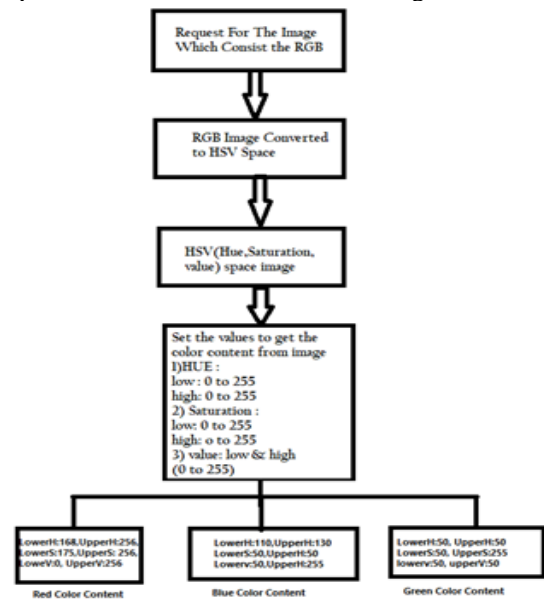 Request For The Image
Which Consist the RGB
RGB Image Converted
to HSV Space
HSV(Hue,Saturation,
value) space image
Set the values to get the
color content from image
1)HUE :
low : 0 to 255
high: 0 to 255
2) Saturation :
low: 0 to 255
high: o to 255
3) value: low & high
(0 to 255)
LowerH:168,UpperH:256,
LowerS:175,UpperS: 256,
LoweV:0, UpperV:256
Red Color Content
LowerH:110,UpperH:130
LowerS:50,UpperH:50
Lowerv:50,UpperH:255
Blue Color Content
LowerH:50, UpperH:50
LowerS:50, UpperS:255
lowerv:50, upperV:50
Green Color Content